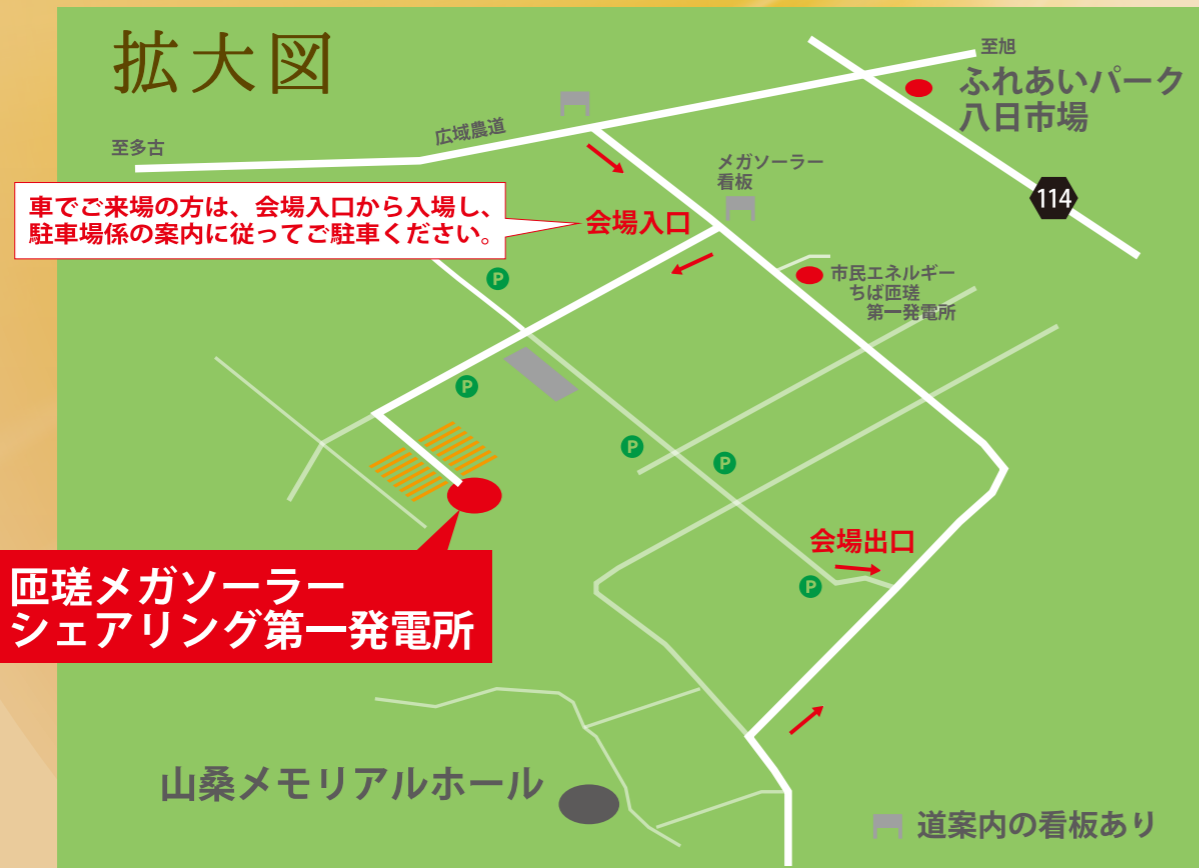 拡大図
至旭
ふれあいパーク
八日市場
広域農道
至多古
メガソーラー
看板
114
車でご来場の方は、会場入口から入場し、
駐車場係の案内に従ってご駐車ください。
会場入口
市民エネルギー
ちば匝瑳
第一発電所
P
P
P
P
会場出口
P
匝瑳メガソーラー
シェアリング第一発電所
山桑メモリアルホール
道案内の看板あり